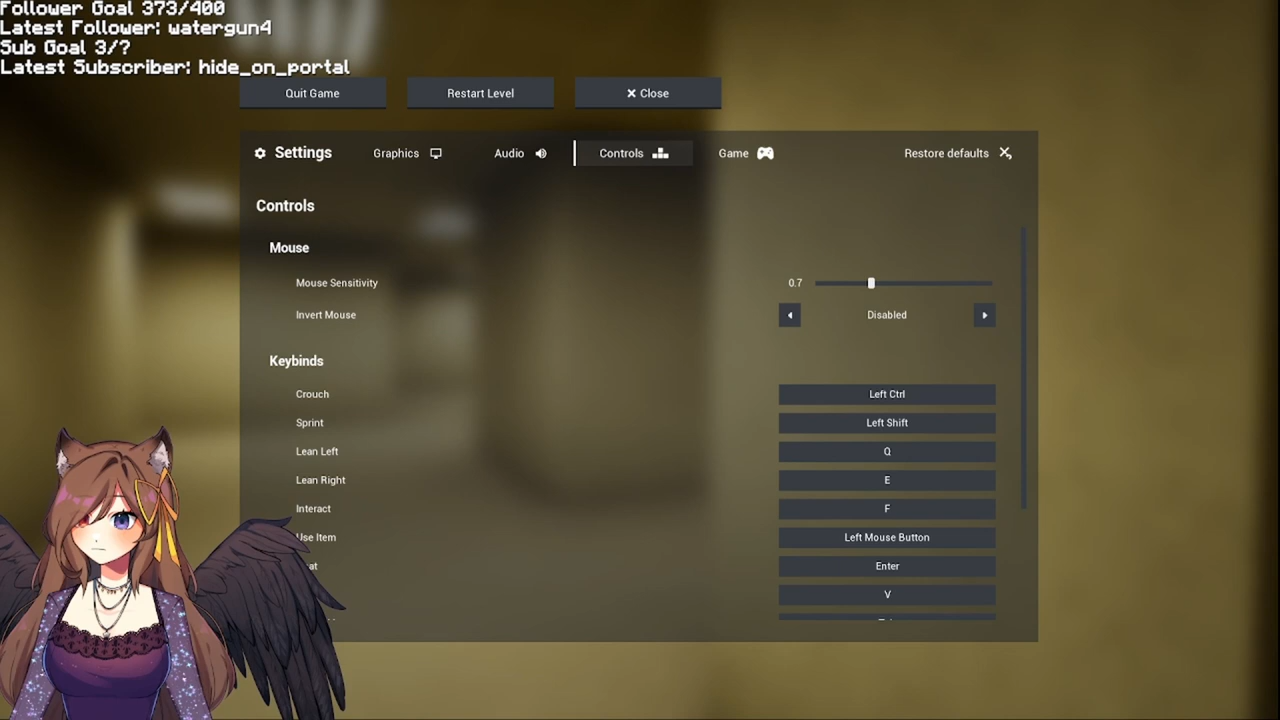 Follower Goal 373/400
Latest Follower: watergun4
Sub Goal 3/?
Latest Subscriber: hide_on_portal
Quit Game
Restart Level
Close
Settings
Graphics
Audio
Controls
Game
Restore defaults
Controls
Mouse
Mouse Sensitivity 0.7
Invert Mouse Disabled
Keybinds
Crouch Left Ctrl
Sprint Left Shift
Lean Left Q
Lean Right E
Interact F
Use Item Left Mouse Button
Enter
V